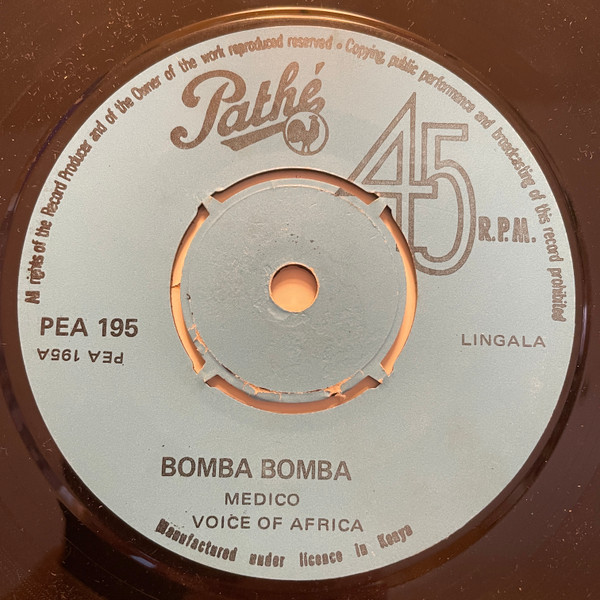 All rights of the Record Producer and of the Owner of the work reproduced reserved • Copying, public performance and broadcasting of this record prohibited
Pathé
45 R.P.M.
PEA 195
PEA 195A
LINGALA
BOMBA BOMBA
MEDICO
VOICE OF AFRICA
Manufactured under licence in Kenya